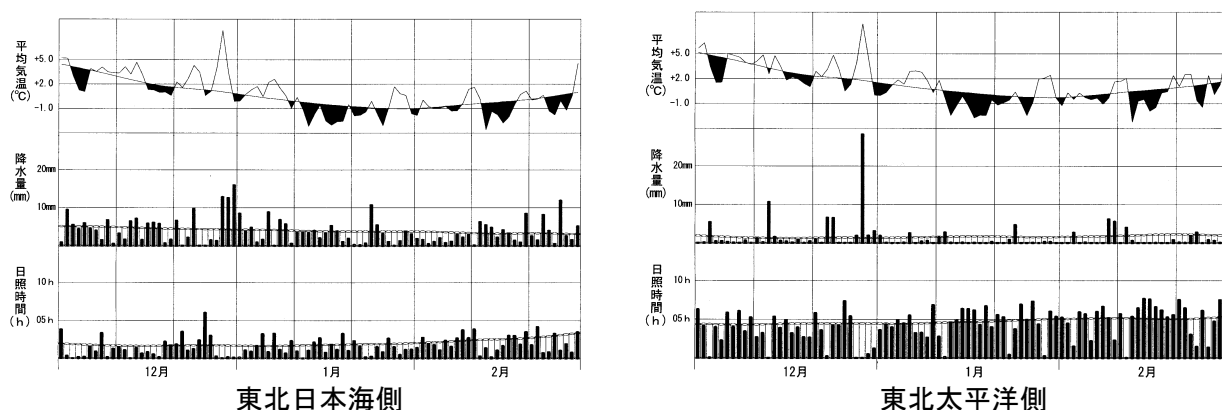 平均気温(℃)
+5.0
+2.0
-1.0
降水量(mm)
20mm
10mm
日照時間(h)
10h
05h
12月
1月
2月
東北日本海側
平均気温(℃)
+5.0
+2.0
-1.0
降水量(mm)
20mm
10mm
日照時間(h)
10h
05h
12月
1月
2月
東北太平洋側